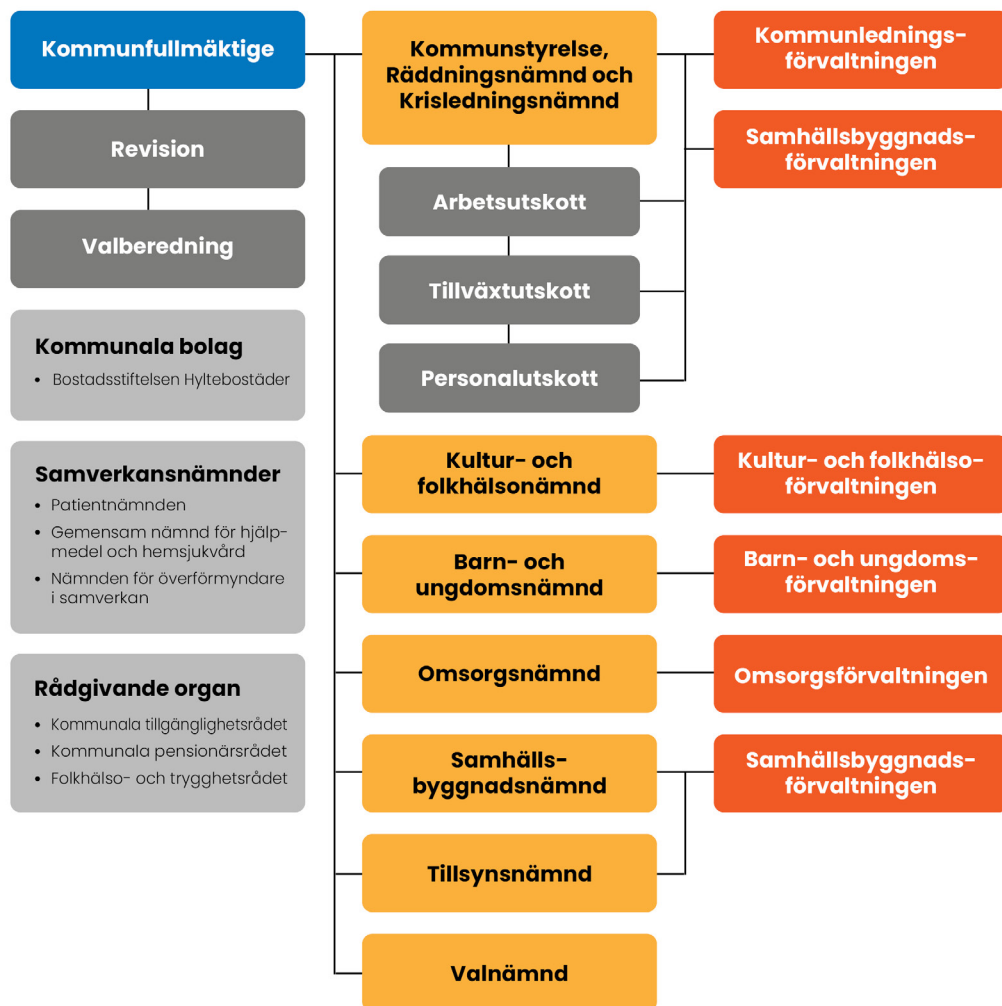 Kommunfullmäktige
Revision
Valberedning
Kommunala bolag
• Bostadsstiftelsen Hyltebostäder
Samverkansnämnder
• Patientnämnden
• Gemensam nämnd för hjälp-
medel och hemsjukvård
• Nämnden för överförmyndare
i samverkan
Rådgivande organ
• Kommunala tillgänglighetsrådet
• Kommunala pensionärsrådet
• Folkhälso- och trygghetsrådet
Kommunstyrelse,
Räddningsnämnd och
Krisledningsnämnd
Arbetsutskott
Tillväxtutskott
Personalutskott
Kultur- och
folkhälsonämnd
Barn- och
ungdomsnämnd
Omsorgsnämnd
Samhälls-
byggnadsnämnd
Tillsynsnämnd
Valnämnd
Kommunlednings-
förvaltningen
Samhällsbyggnads-
förvaltningen
Kultur- och folkhälso-
förvaltningen
Barn- och ungdoms-
förvaltningen
Omsorgsförvaltningen
Samhällsbyggnads-
förvaltningen